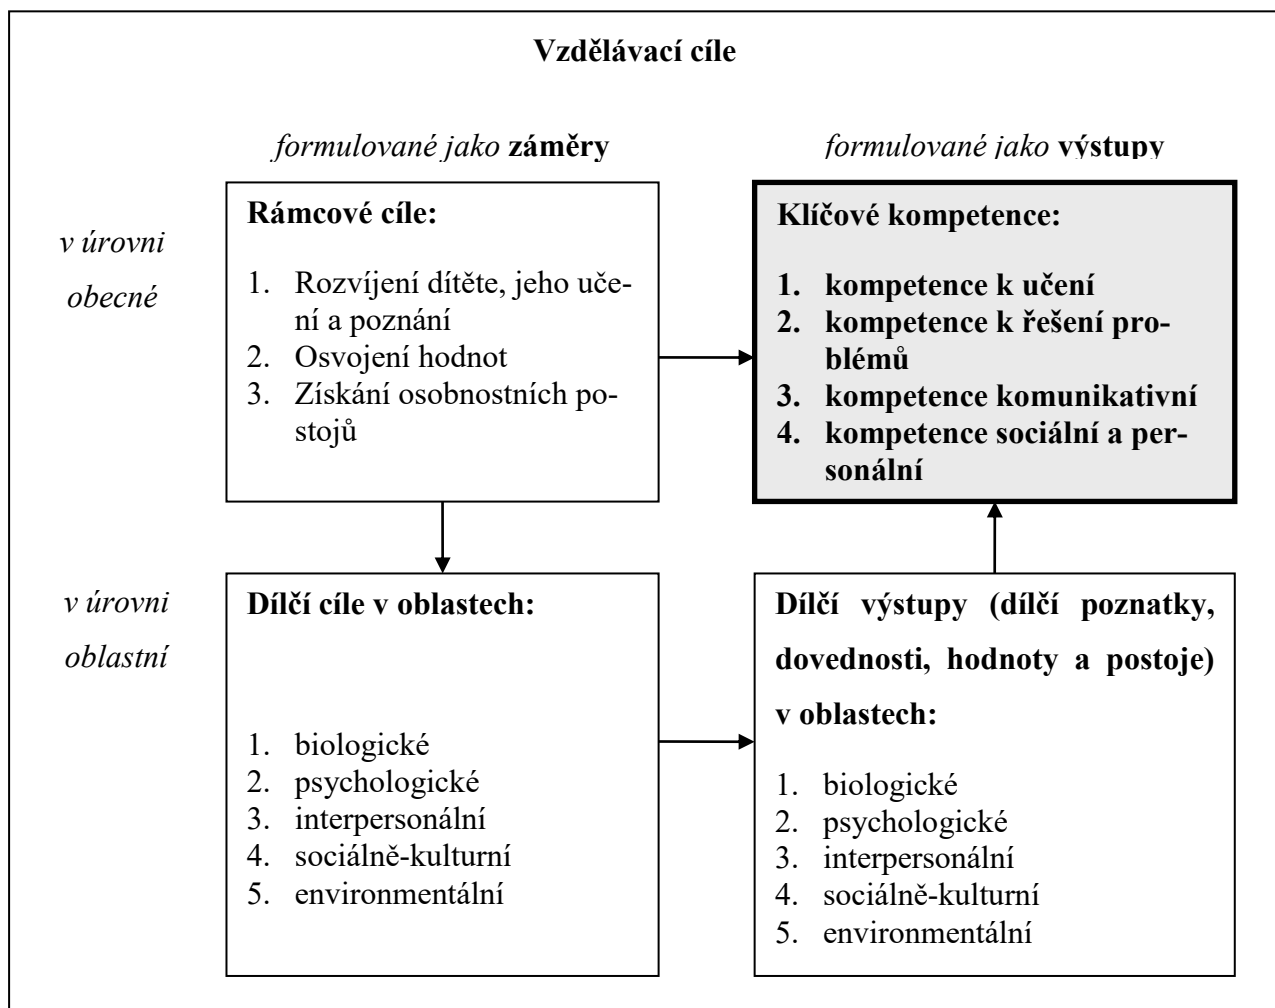 Vzdělávací cíle
formulované jako záměry
formulované jako výstupy
v úrovni
obecné
Rámcové cíle:
1. Rozvíjení dítěte, jeho uče-
ní a poznání
2. Osvojení hodnot
3. Získání osobnostních po-
stojů
Klíčové kompetence:
1. kompetence k učení
2. kompetence k řešení pro-
blémů
3. kompetence komunikativní
4. kompetence sociální a per-
sonální
v úrovni
oblastní
Dílčí cíle v oblastech:
1. biologické
2. psychologické
3. interpersonální
4. sociálně-kulturní
5. environmentální
Dílčí výstupy (dílčí poznatky,
dovednosti, hodnoty a postoje)
v oblastech:
1. biologické
2. psychologické
3. interpersonální
4. sociálně-kulturní
5. environmentální